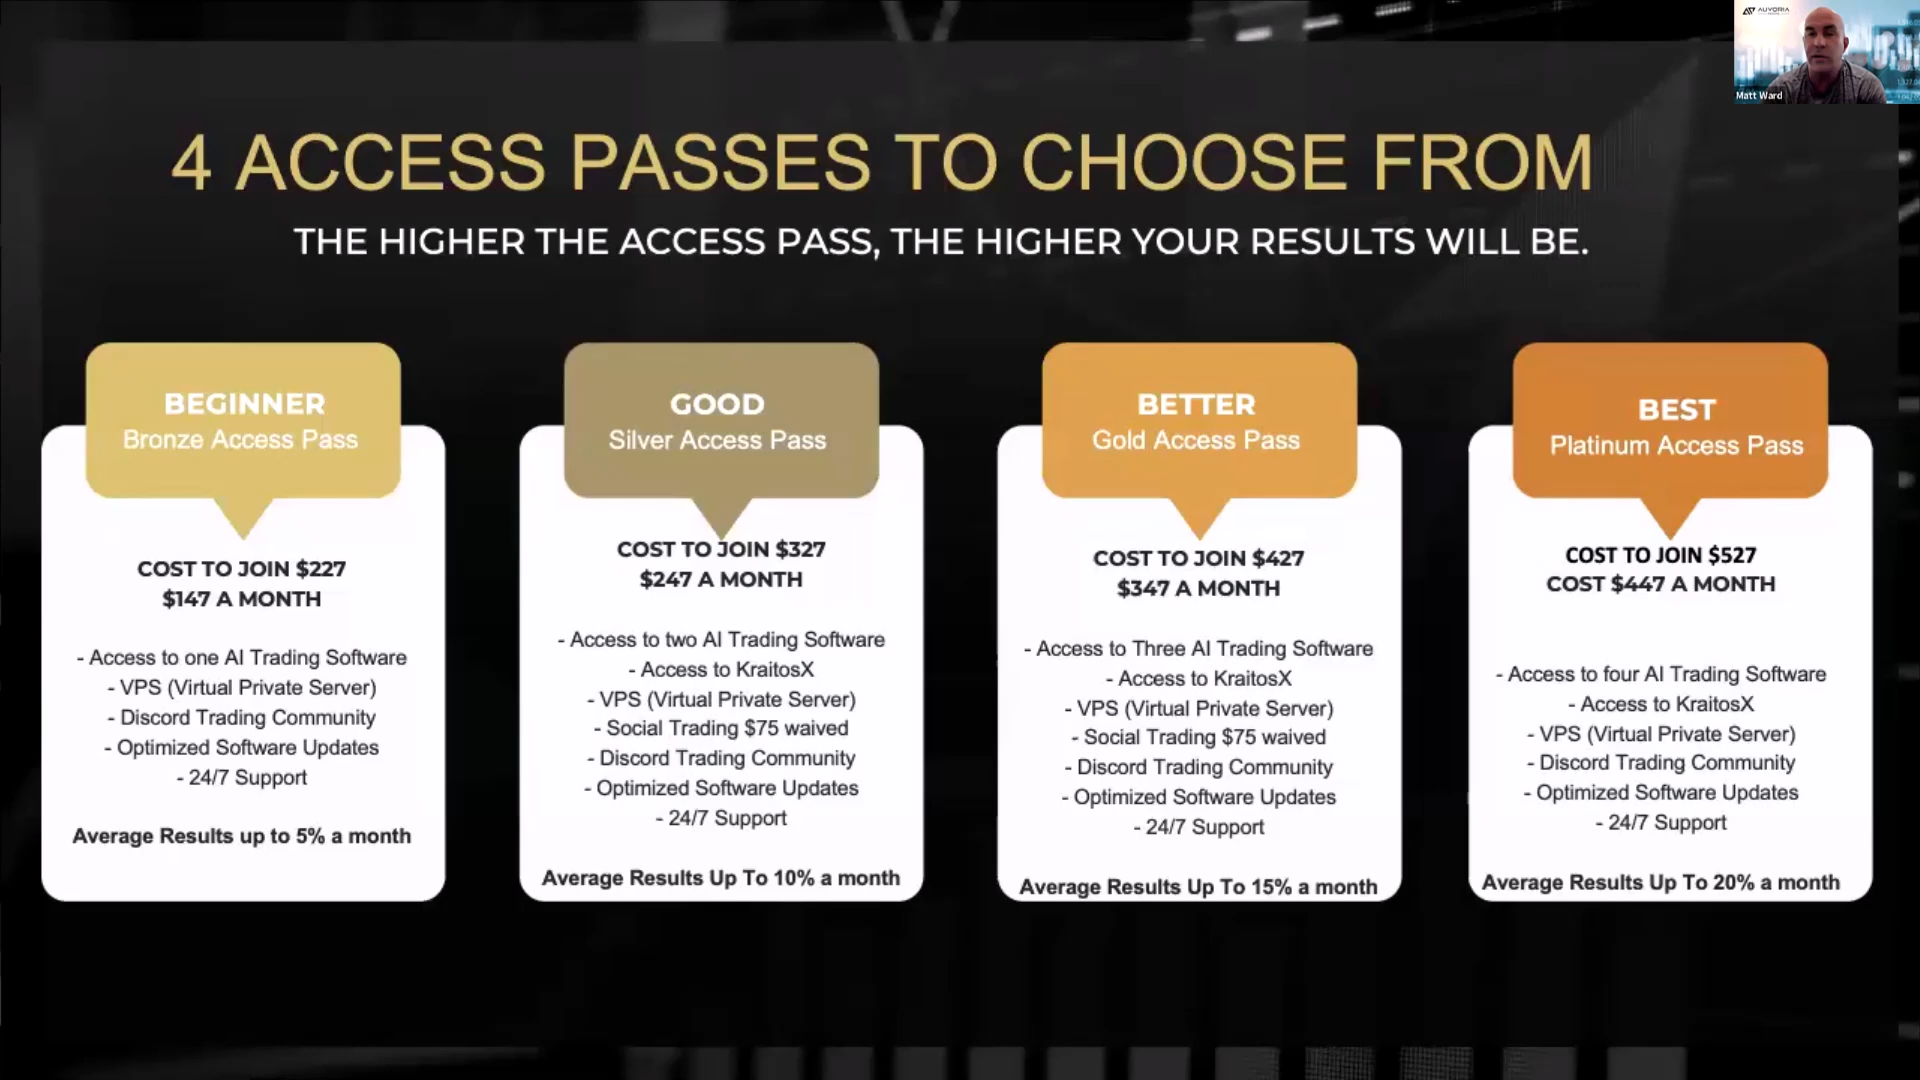 AUVORIA
Matt Ward
4 ACCESS PASSES TO CHOOSE FROM
THE HIGHER THE ACCESS PASS, THE HIGHER YOUR RESULTS WILL BE.
BEGINNER
Bronze Access Pass
COST TO JOIN $227
$147 A MONTH
- Access to one AI Trading Software
- VPS (Virtual Private Server)
- Discord Trading Community
- Optimized Software Updates
- 24/7 Support
Average Results up to 5% a month
GOOD
Silver Access Pass
COST TO JOIN $327
$247 A MONTH
- Access to two AI Trading Software
- Access to KraitosX
- VPS (Virtual Private Server)
- Social Trading $75 waived
- Discord Trading Community
- Optimized Software Updates
- 24/7 Support
Average Results Up To 10% a month
BETTER
Gold Access Pass
COST TO JOIN $427
$347 A MONTH
- Access to Three AI Trading Software
- Access to KraitosX
- VPS (Virtual Private Server)
- Social Trading $75 waived
- Discord Trading Community
- Optimized Software Updates
- 24/7 Support
Average Results Up To 15% a month
BEST
Platinum Access Pass
COST TO JOIN $527
COST $447 A MONTH
- Access to four AI Trading Software
- Access to KraitosX
- VPS (Virtual Private Server)
- Discord Trading Community
- Optimized Software Updates
- 24/7 Support
Average Results Up To 20% a month